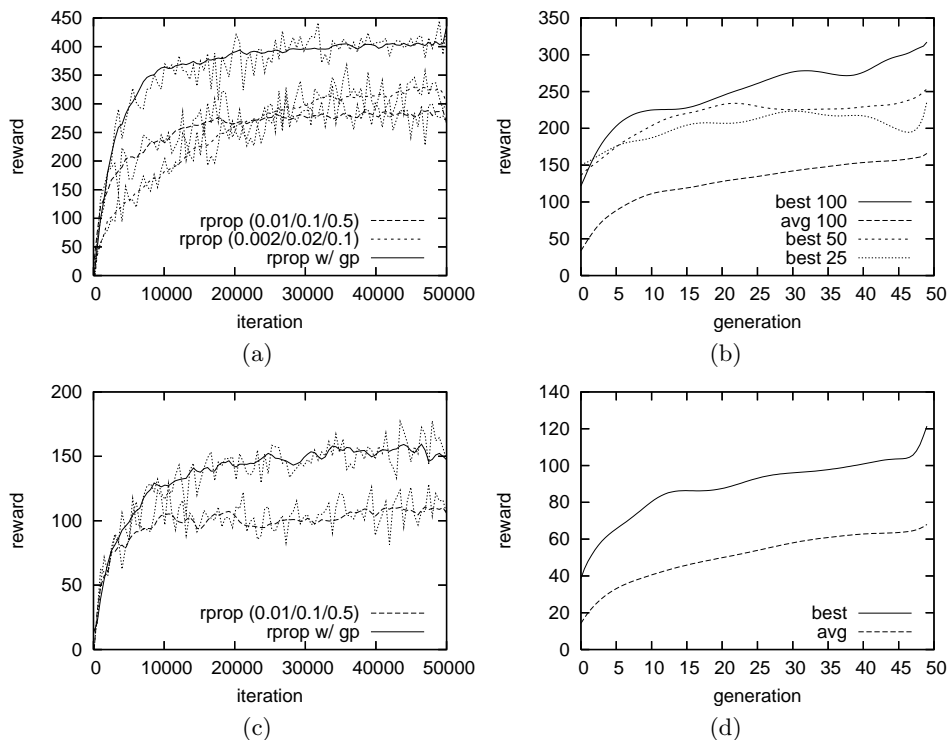 450
400
350
300
250
200
150
100
50
0
reward
0 10000 20000 30000 40000 50000
iteration
rprop (0.01/0.1/0.5)
rprop (0.002/0.02/0.1)
rprop w/ gp
(a)
350
300
250
200
150
100
50
0
reward
0 5 10 15 20 25 30 35 40 45 50
generation
best 100
avg 100
best 50
best 25
(b)
200
150
100
50
0
reward
0 10000 20000 30000 40000 50000
iteration
rprop (0.01/0.1/0.5)
rprop w/ gp
(c)
140
120
100
80
60
40
20
0
reward
0 5 10 15 20 25 30 35 40 45 50
generation
best
avg
(d)